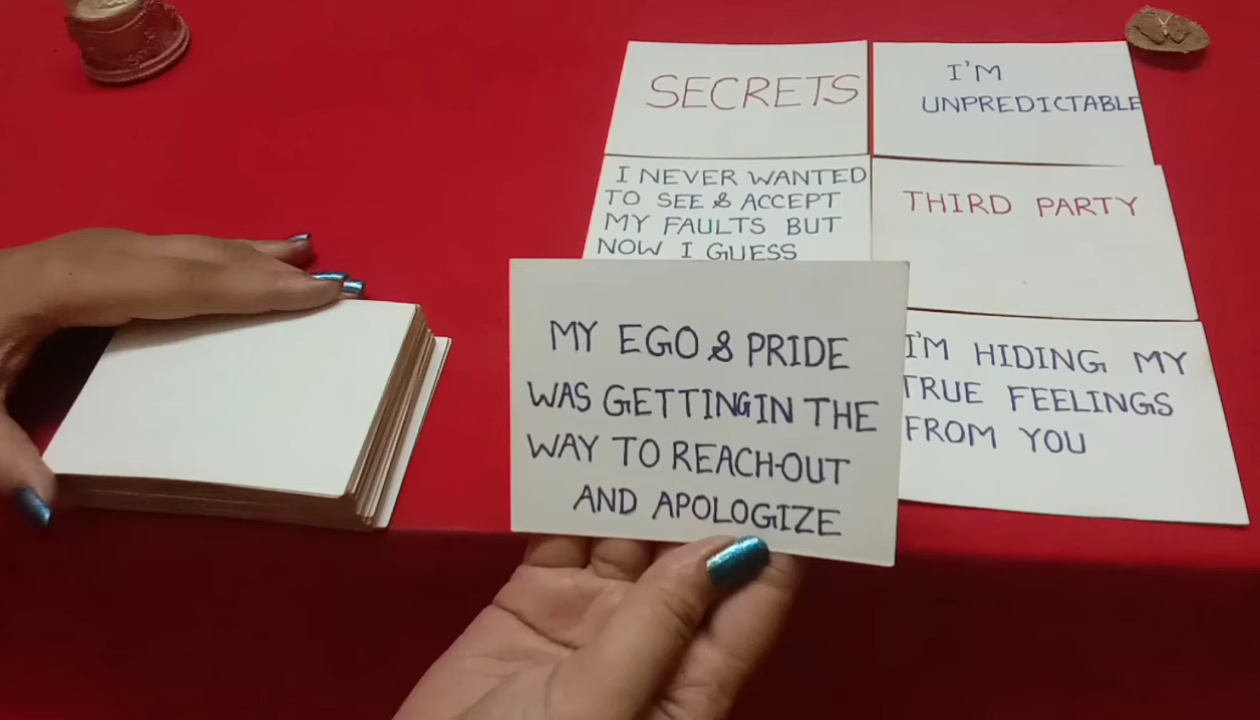 SECRETS
I'M
UNPREDICTABLE
I NEVER WANTED
TO SEE & ACCEPT
MY FAULTS BUT
NOW I GUESS
THIRD PARTY
MY EGO & PRIDE
WAS GETTING IN THE
WAY TO REACH-OUT
AND APOLOGIZE
I'M HIDING MY
TRUE FEELINGS
FROM YOU